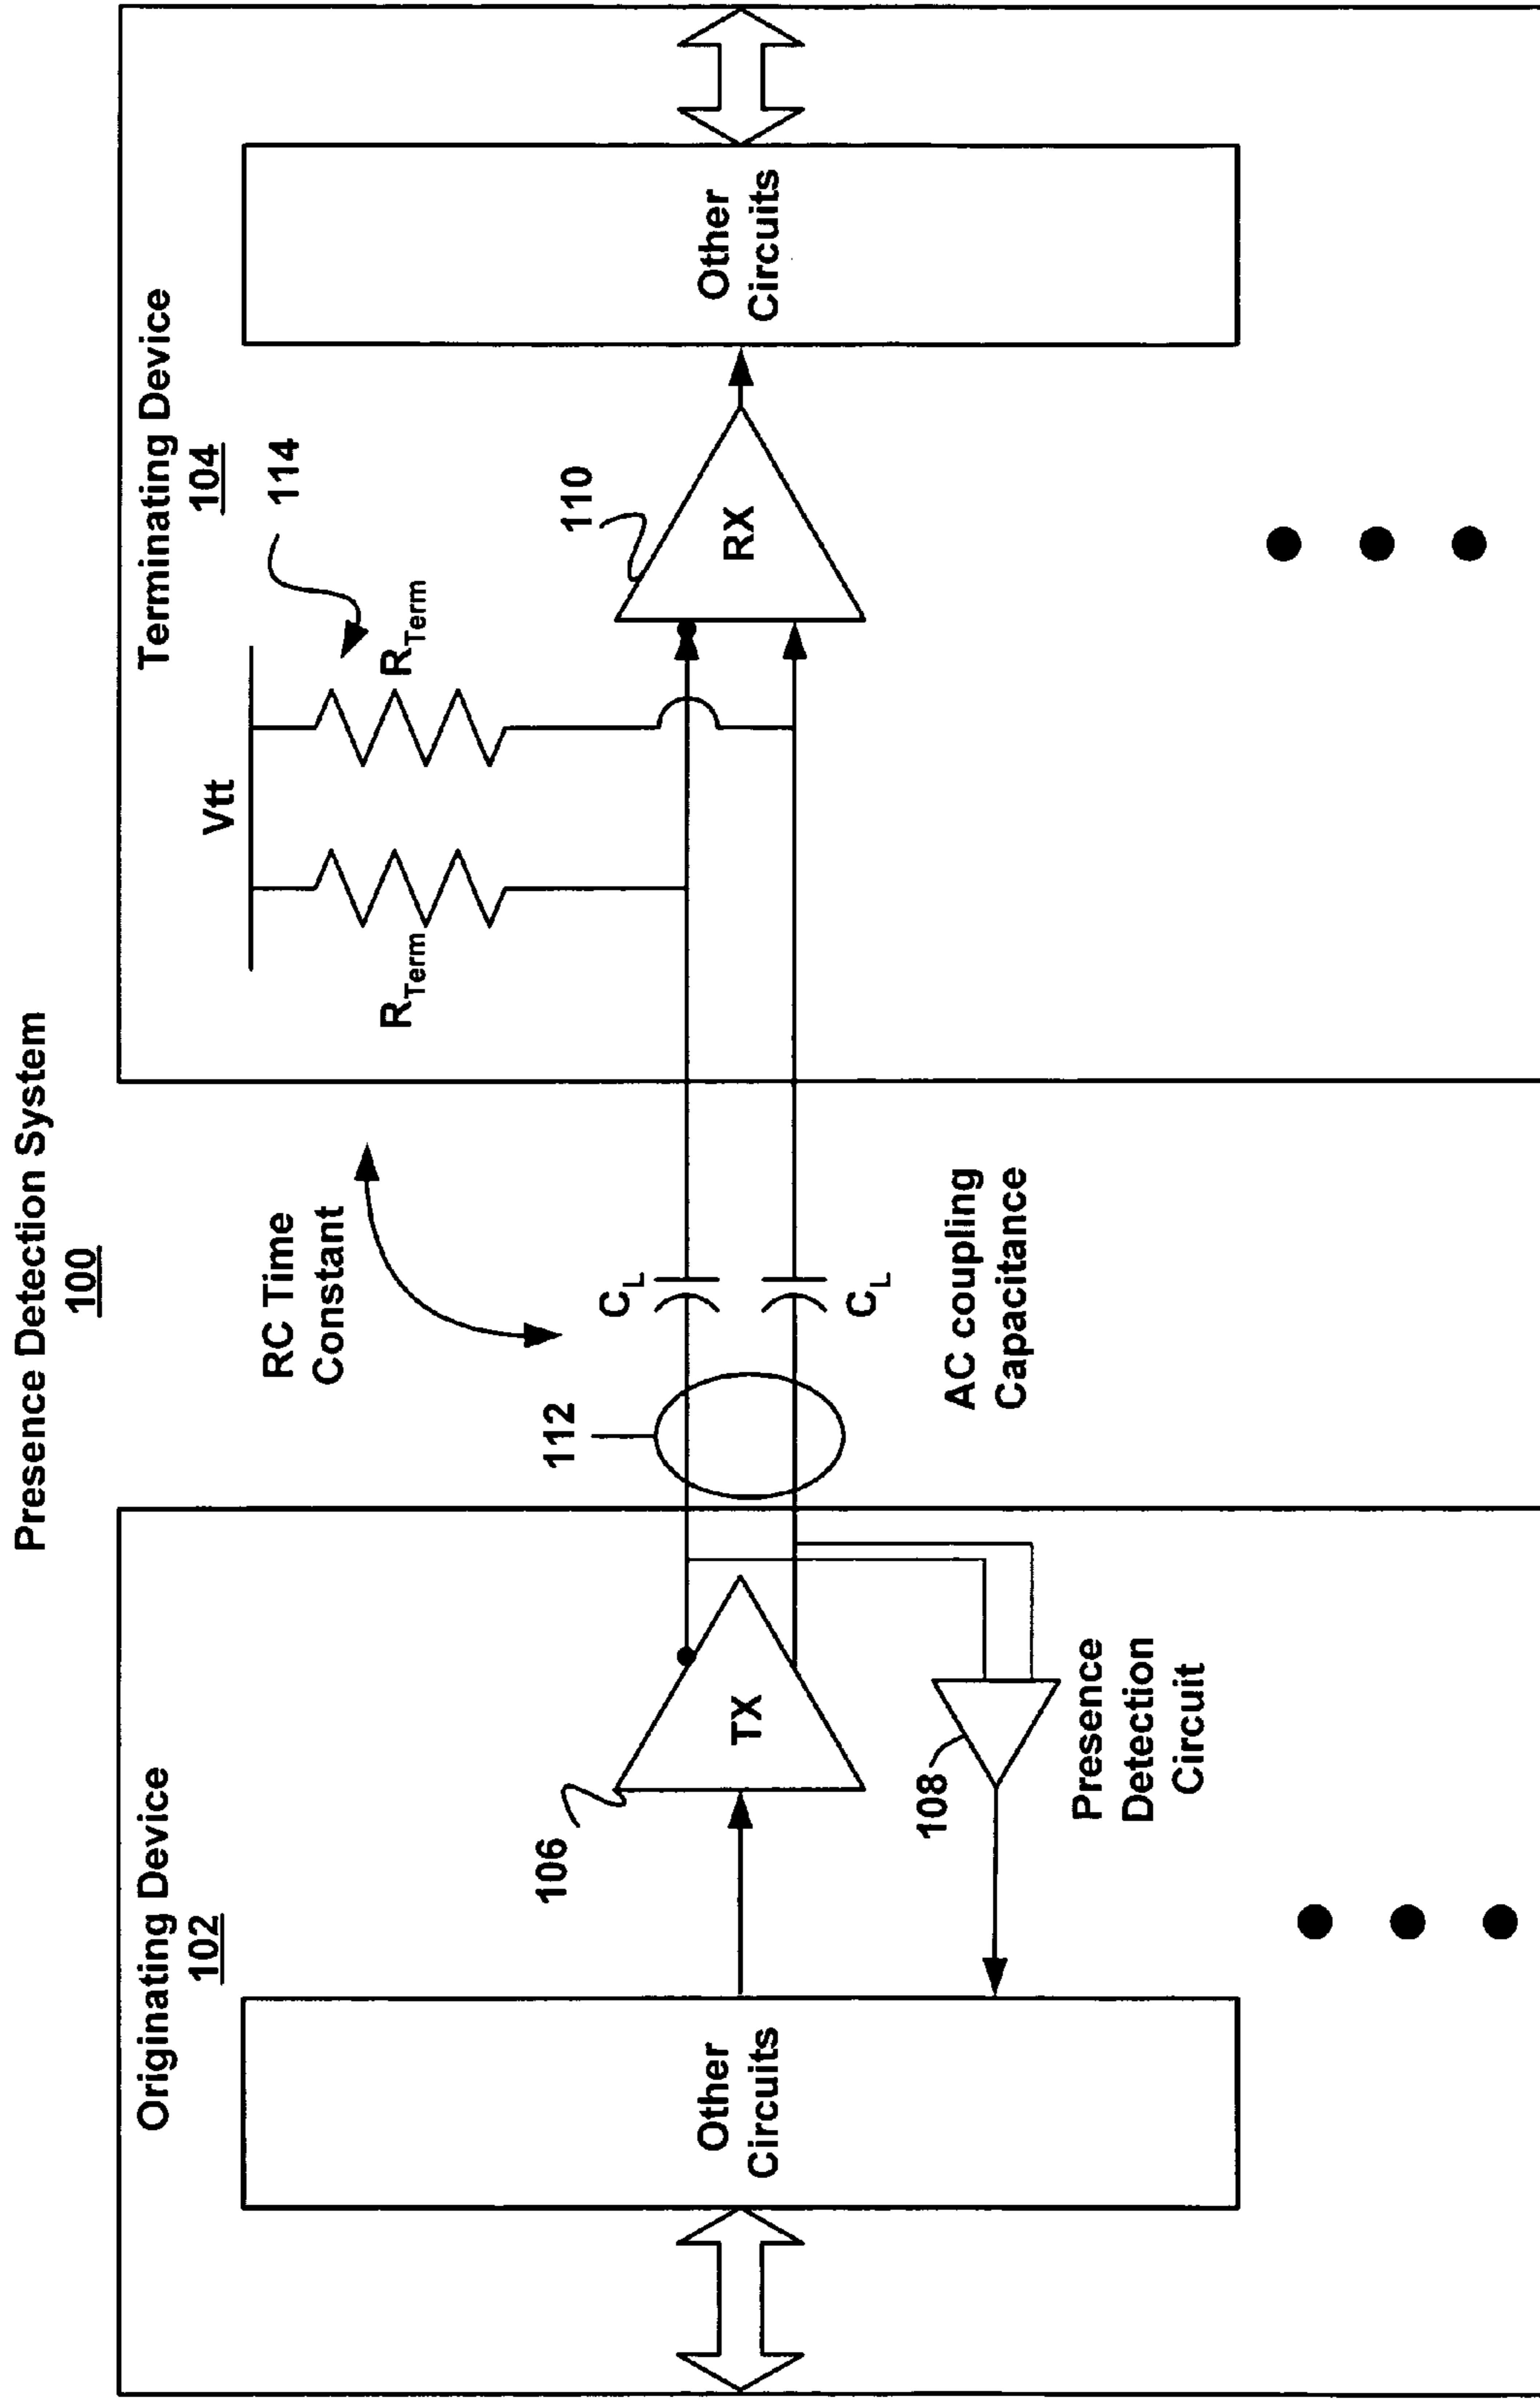 Presence Detection System
100
Originating Device
102
Other
Circuits
106
TX
108
Presence
Detection
Circuit
112
RC Time
Constant
C_L
C_L
AC coupling
Capacitance
Terminating Device
104
114
Vtt
R_Term
R_Term
110
RX
Other
Circuits